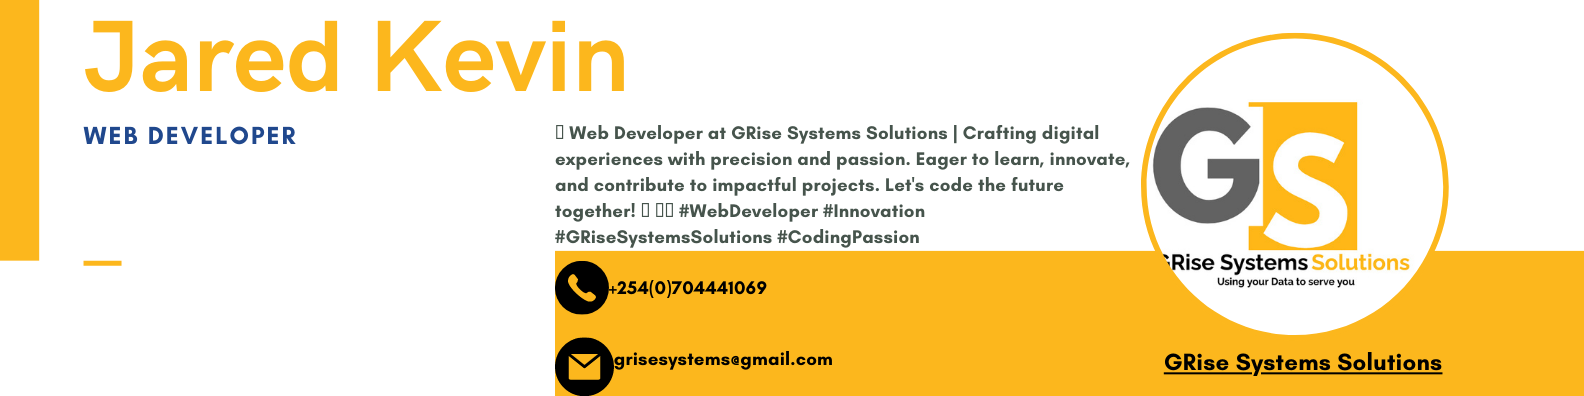 Jared Kevin
WEB DEVELOPER
▯ Web Developer at GRise Systems Solutions | Crafting digital
experiences with precision and passion. Eager to learn, innovate,
and contribute to impactful projects. Let's code the future
together! ▯ ▯▯ #WebDeveloper #Innovation
#GRiseSystemsSolutions #CodingPassion
+254(0)704441069
grisesystems@gmail.com
GS
GRise Systems Solutions
Using your Data to serve you
GRise Systems Solutions